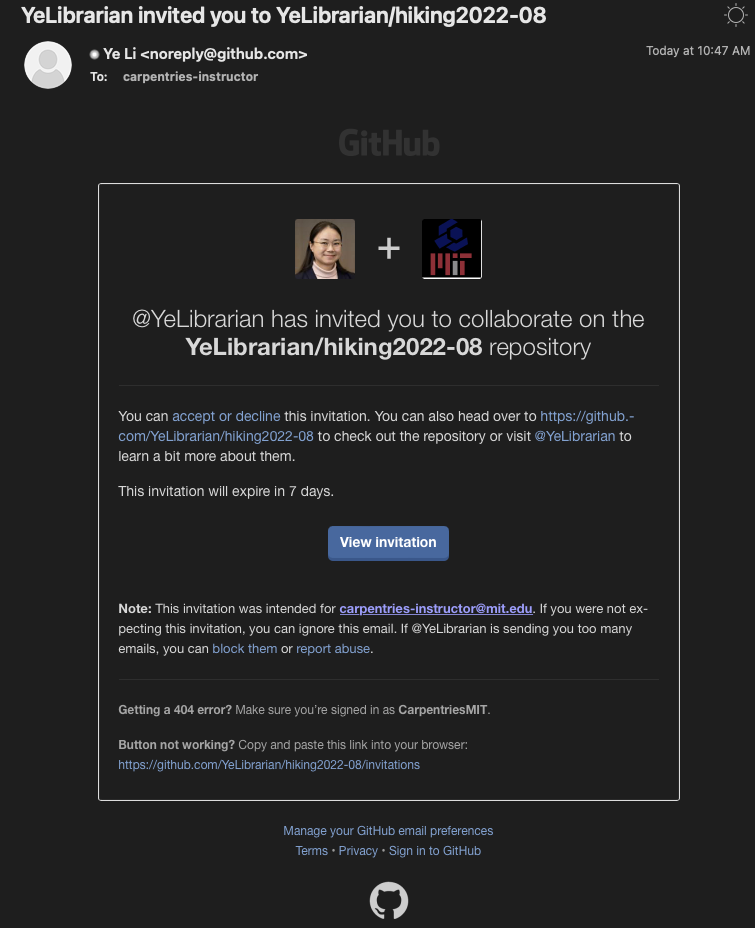 YeLibrarian invited you to YeLibrarian/hiking2022-08
Ye Li <noreply@github.com>
Today at 10:47 AM
To: carpentries-instructor
GitHub
+
MIT
@YeLibrarian has invited you to collaborate on the
YeLibrarian/hiking2022-08 repository
You can accept or decline this invitation. You can also head over to https://github.-
com/YeLibrarian/hiking2022-08 to check out the repository or visit @YeLibrarian to
learn a bit more about them.
This invitation will expire in 7 days.
View invitation
Note: This invitation was intended for carpentries-instructor@mit.edu. If you were not ex-
pecting this invitation, you can ignore this email. If @YeLibrarian is sending you too many
emails, you can block them or report abuse.
Getting a 404 error? Make sure you’re signed in as CarpentriesMIT.
Button not working? Copy and paste this link into your browser:
https://github.com/YeLibrarian/hiking2022-08/invitations
Manage your GitHub email preferences
Terms • Privacy • Sign in to GitHub